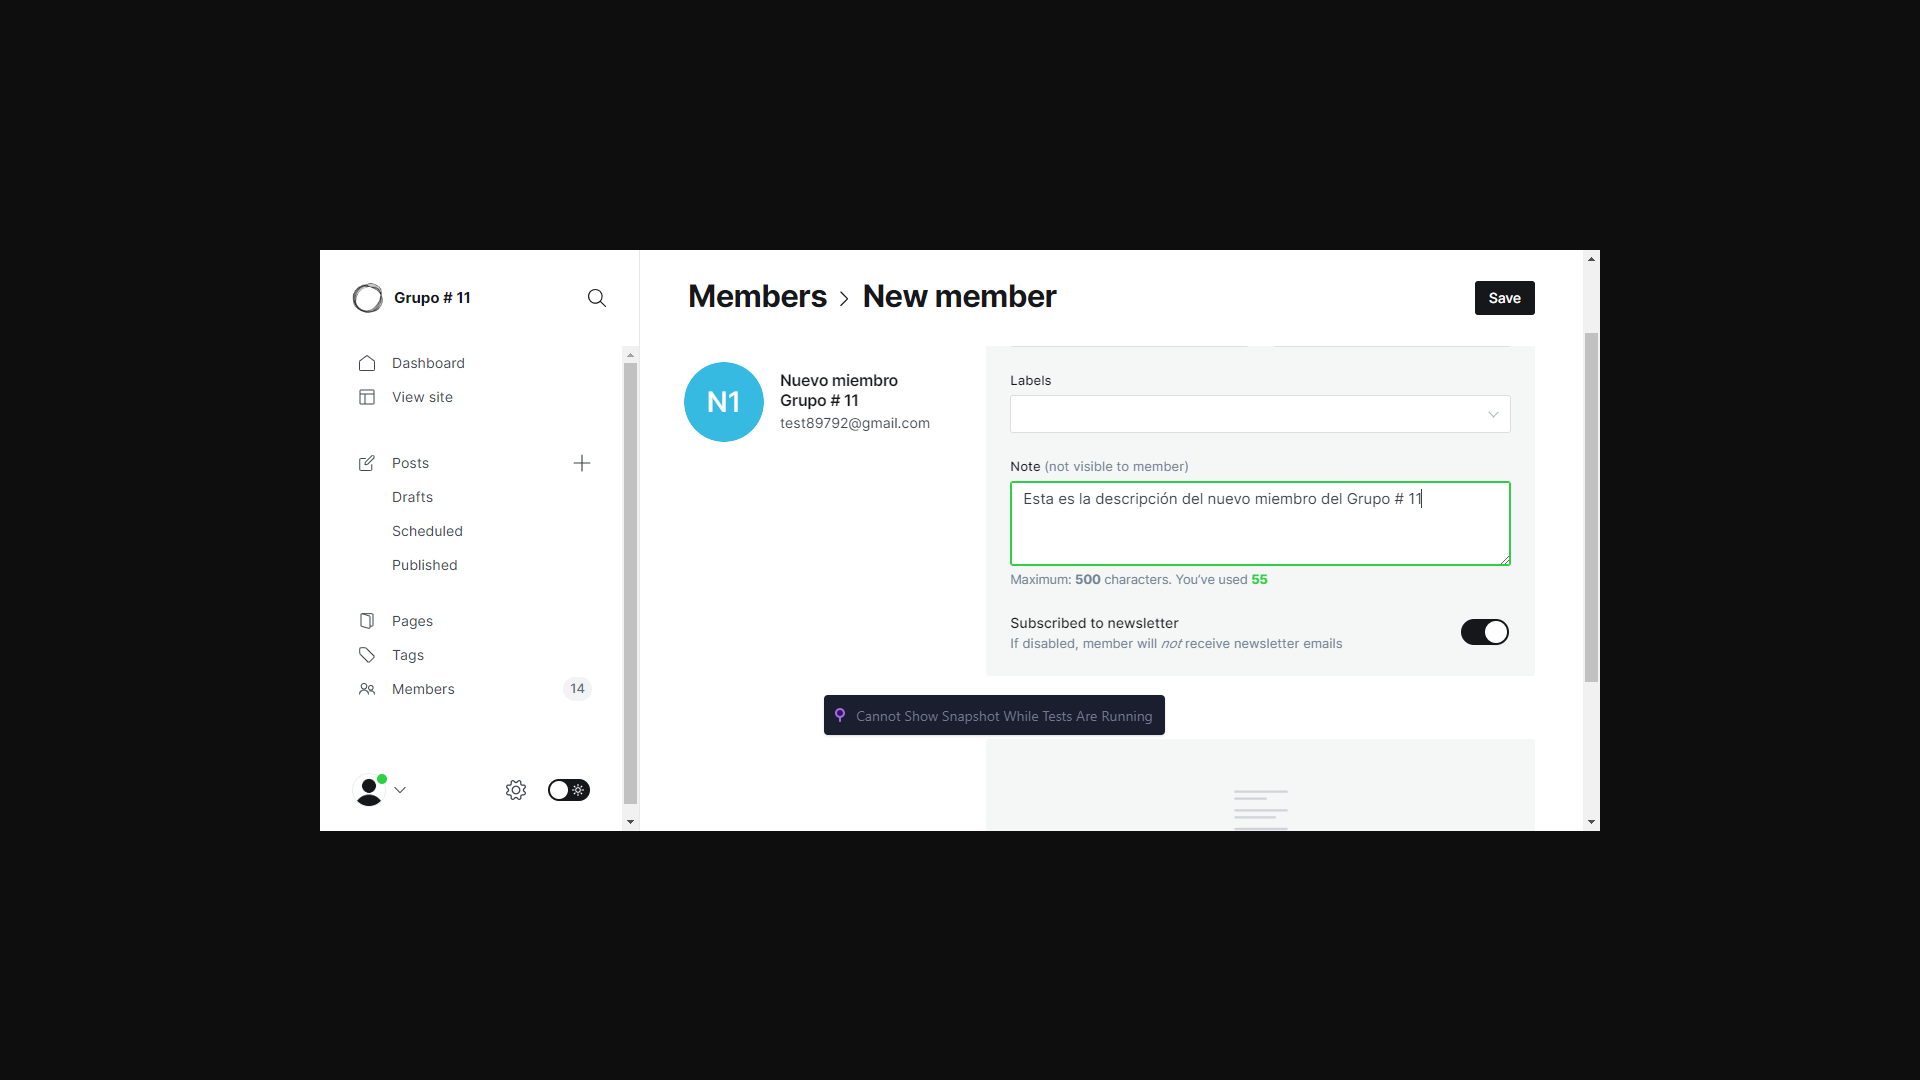 Grupo # 11
Dashboard
View site
Posts
Drafts
Scheduled
Published
Pages
Tags
Members 14
Members > New member
Save
N1
Nuevo miembro
Grupo # 11
test89792@gmail.com
Labels
Note (not visible to member)
Esta es la descripción del nuevo miembro del Grupo # 11
Maximum: 500 characters. You've used 55
Subscribed to newsletter
If disabled, member will not receive newsletter emails
Cannot Show Snapshot While Tests Are Running